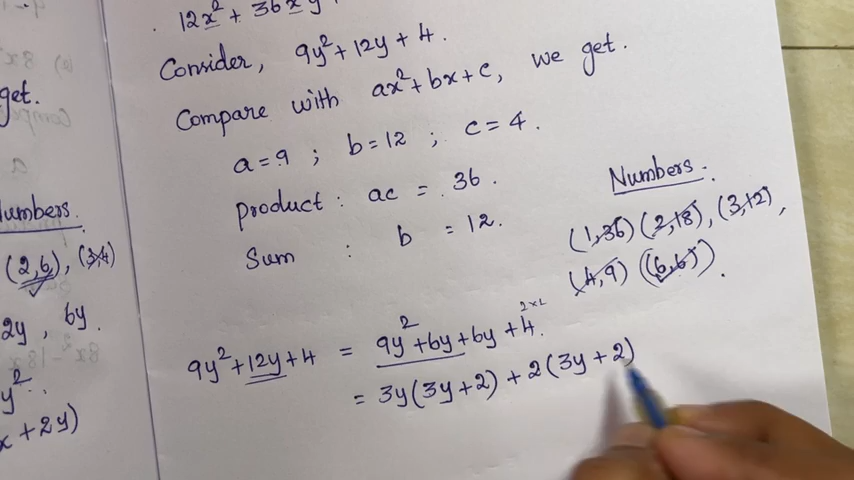 12x² + 36xy
Consider, 9y² + 12y + 4.
Compare with ax² + bx + c, we get.
a = 9 ; b = 12 ; c = 4.
product : ac = 36.
Sum : b = 12.
Numbers.
(1,36) (2,18), (3,12),
(4,9) (6,6).
9y² + 12y + 4 = 9y² + 6y + 6y + 4.
2×2
= 3y(3y + 2) + 2(3y + 2)
get.
Numbers.
(2,6), (3,4)
2y, 6y.
y².
x + 2y)